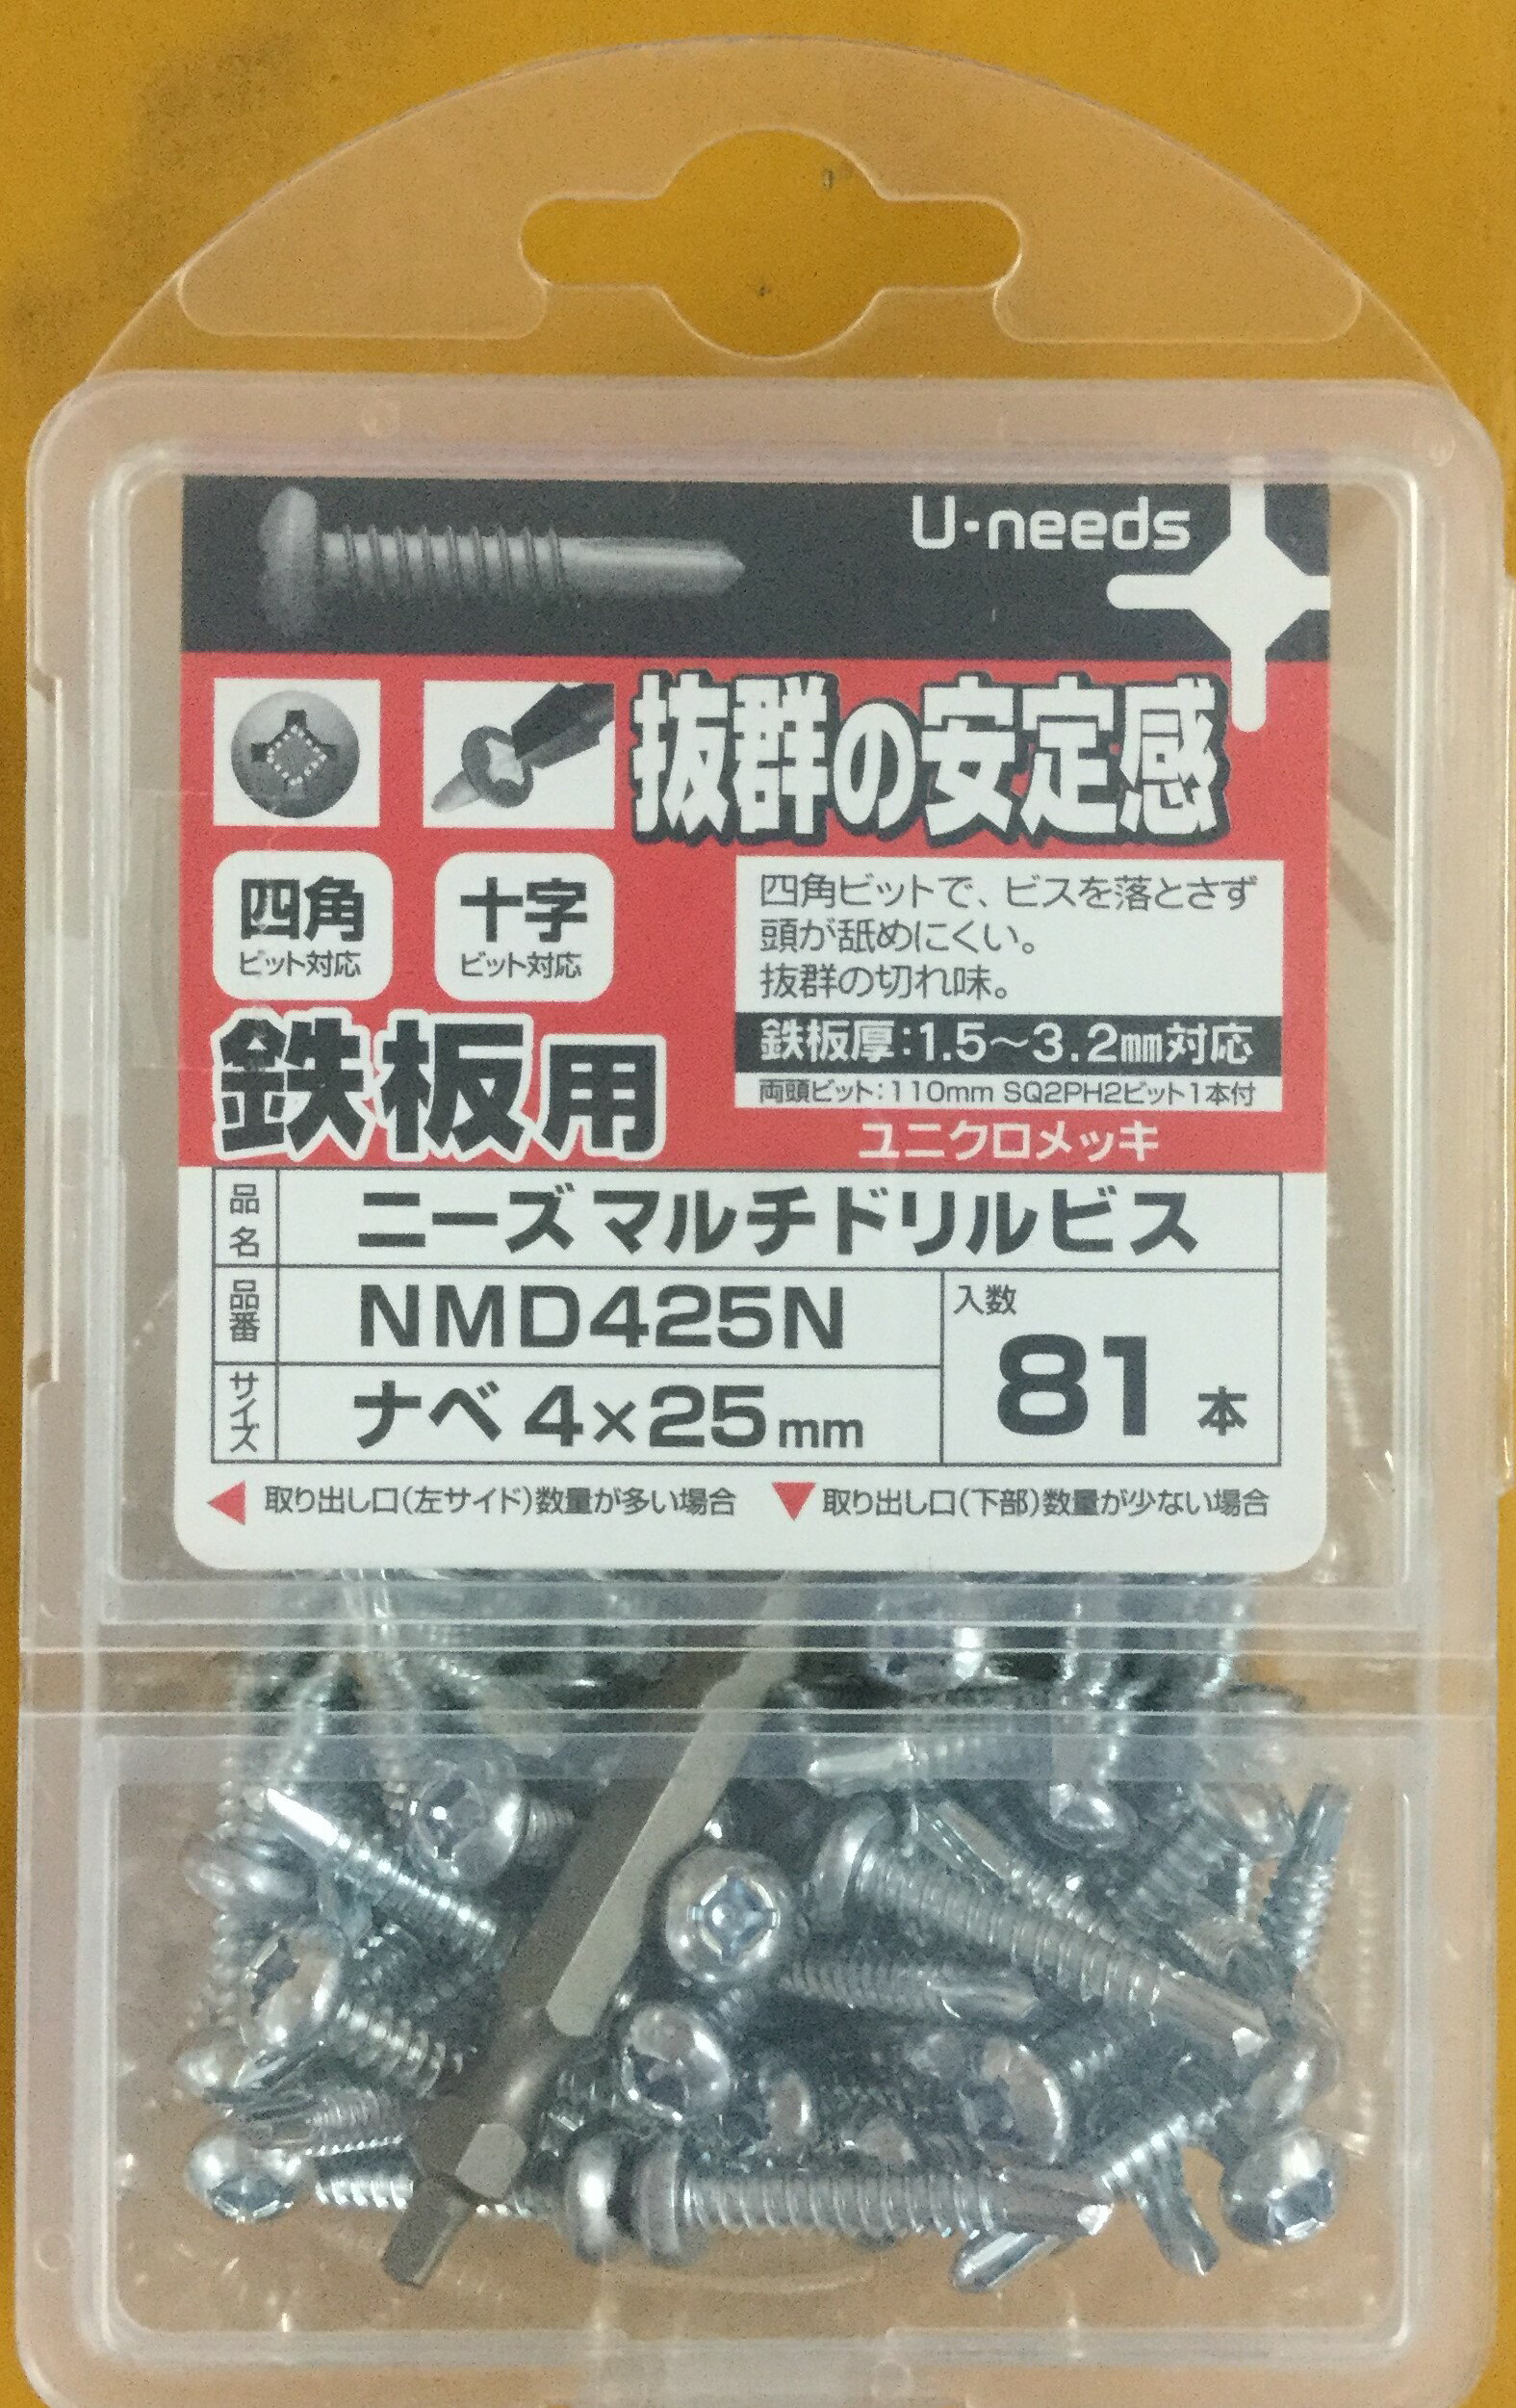 U-needs
抜群の安定感
四角
ビット対応
十字
ビット対応
四角ビットで、ビスを落とさず
頭が舐めにくい。
抜群の切れ味。
鉄板用
鉄板厚:1.5〜3.2㎜対応
両頭ビット:110mm SQ2PH2ビット1本付
ユニクロメッキ
品名 ニーズマルチドリルビス
品番 NMD425N
入数 81本
サイズ ナベ4×25mm
◀ 取り出し口(左サイド)数量が多い場合 ▼ 取り出し口(下部)数量が少ない場合